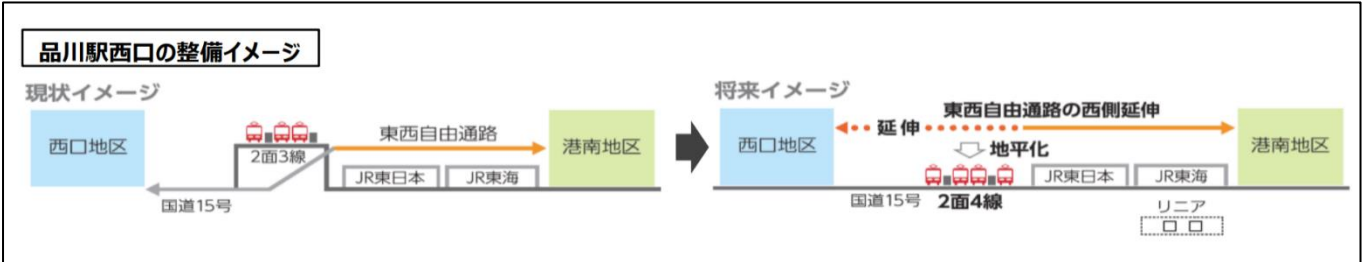 品川駅西口の整備イメージ
現状イメージ
西口地区
2面3線
東西自由通路
JR東日本
JR東海
港南地区
国道15号
将来イメージ
西口地区
延伸
東西自由通路の西側延伸
地平化
JR東日本
JR東海
港南地区
国道15号
2面4線
リニア